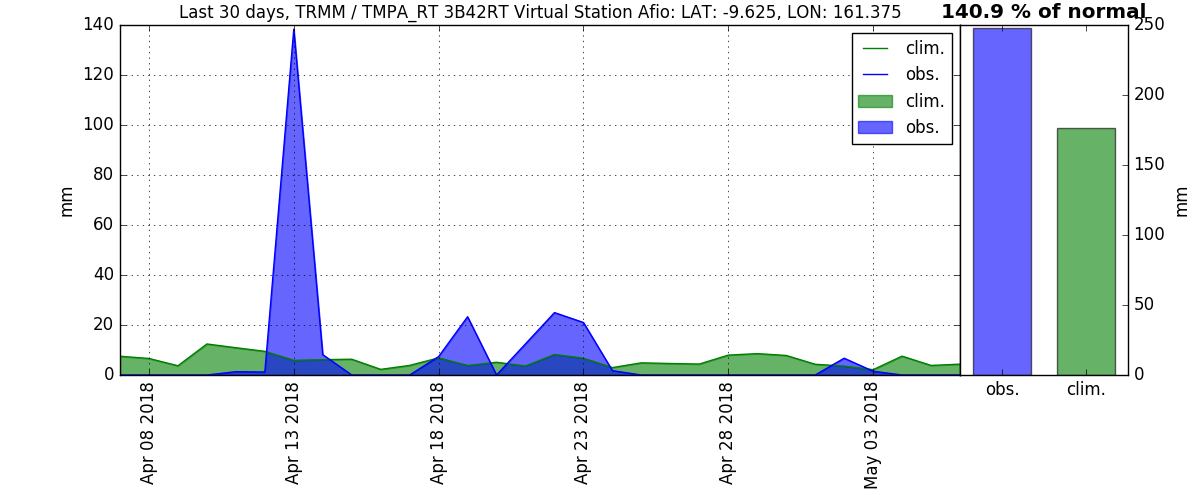 Last 30 days, TRMM / TMPA_RT 3B42RT Virtual Station Afio: LAT: -9.625, LON: 161.375
140.9 % of normal
mm
140
120
100
80
60
40
20
0
clim.
obs.
clim.
obs.
Apr 08 2018
Apr 13 2018
Apr 18 2018
Apr 23 2018
Apr 28 2018
May 03 2018
250
200
150
100
50
0
mm
obs.
clim.